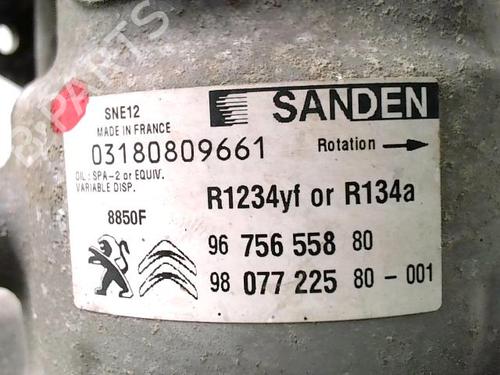 SNE12
MADE IN FRANCE
SANDEN
03180809661
Rotation
OIL : SPA-2 or EQUIV.
VARIABLE DISP.
R1234yf or R134a
8850F
96 756 558 80
98 077 225 80 - 001
B-PARTS